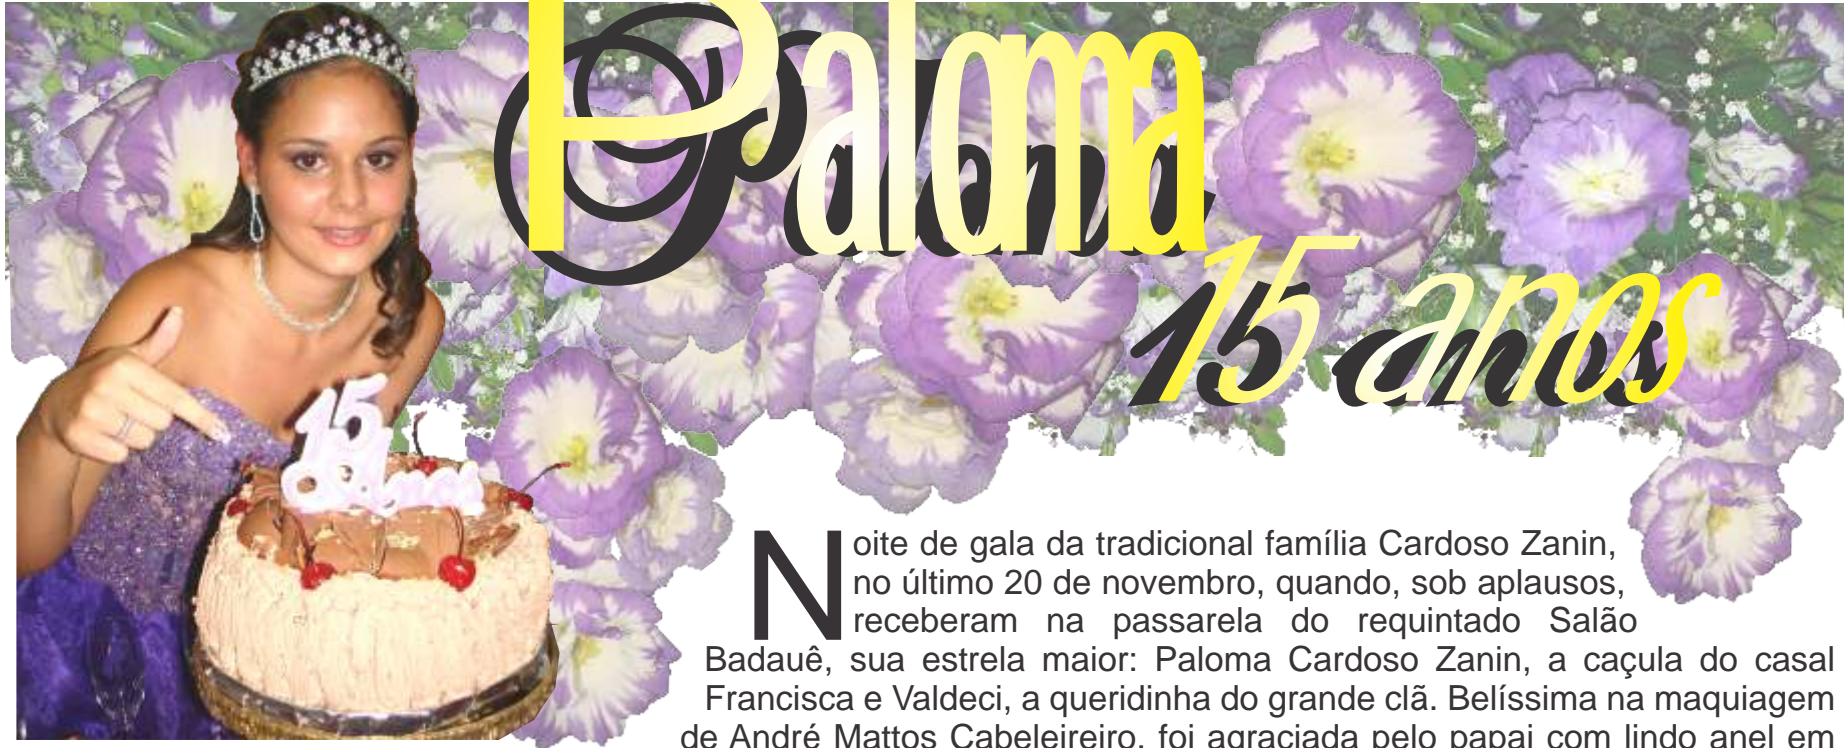 Paloma
15 anos
15
anos
Noite de gala da tradicional família Cardoso Zanin,
no último 20 de novembro, quando, sob aplausos,
receberam na passarela do requintado Salão
Badauê, sua estrela maior: Paloma Cardoso Zanin, a caçula do casal
Francisca e Valdeci, a queridinha do grande clã. Belíssima na maquiagem
de André Mattos Cabeleireiro, foi agraciada pelo papai com lindo anel em